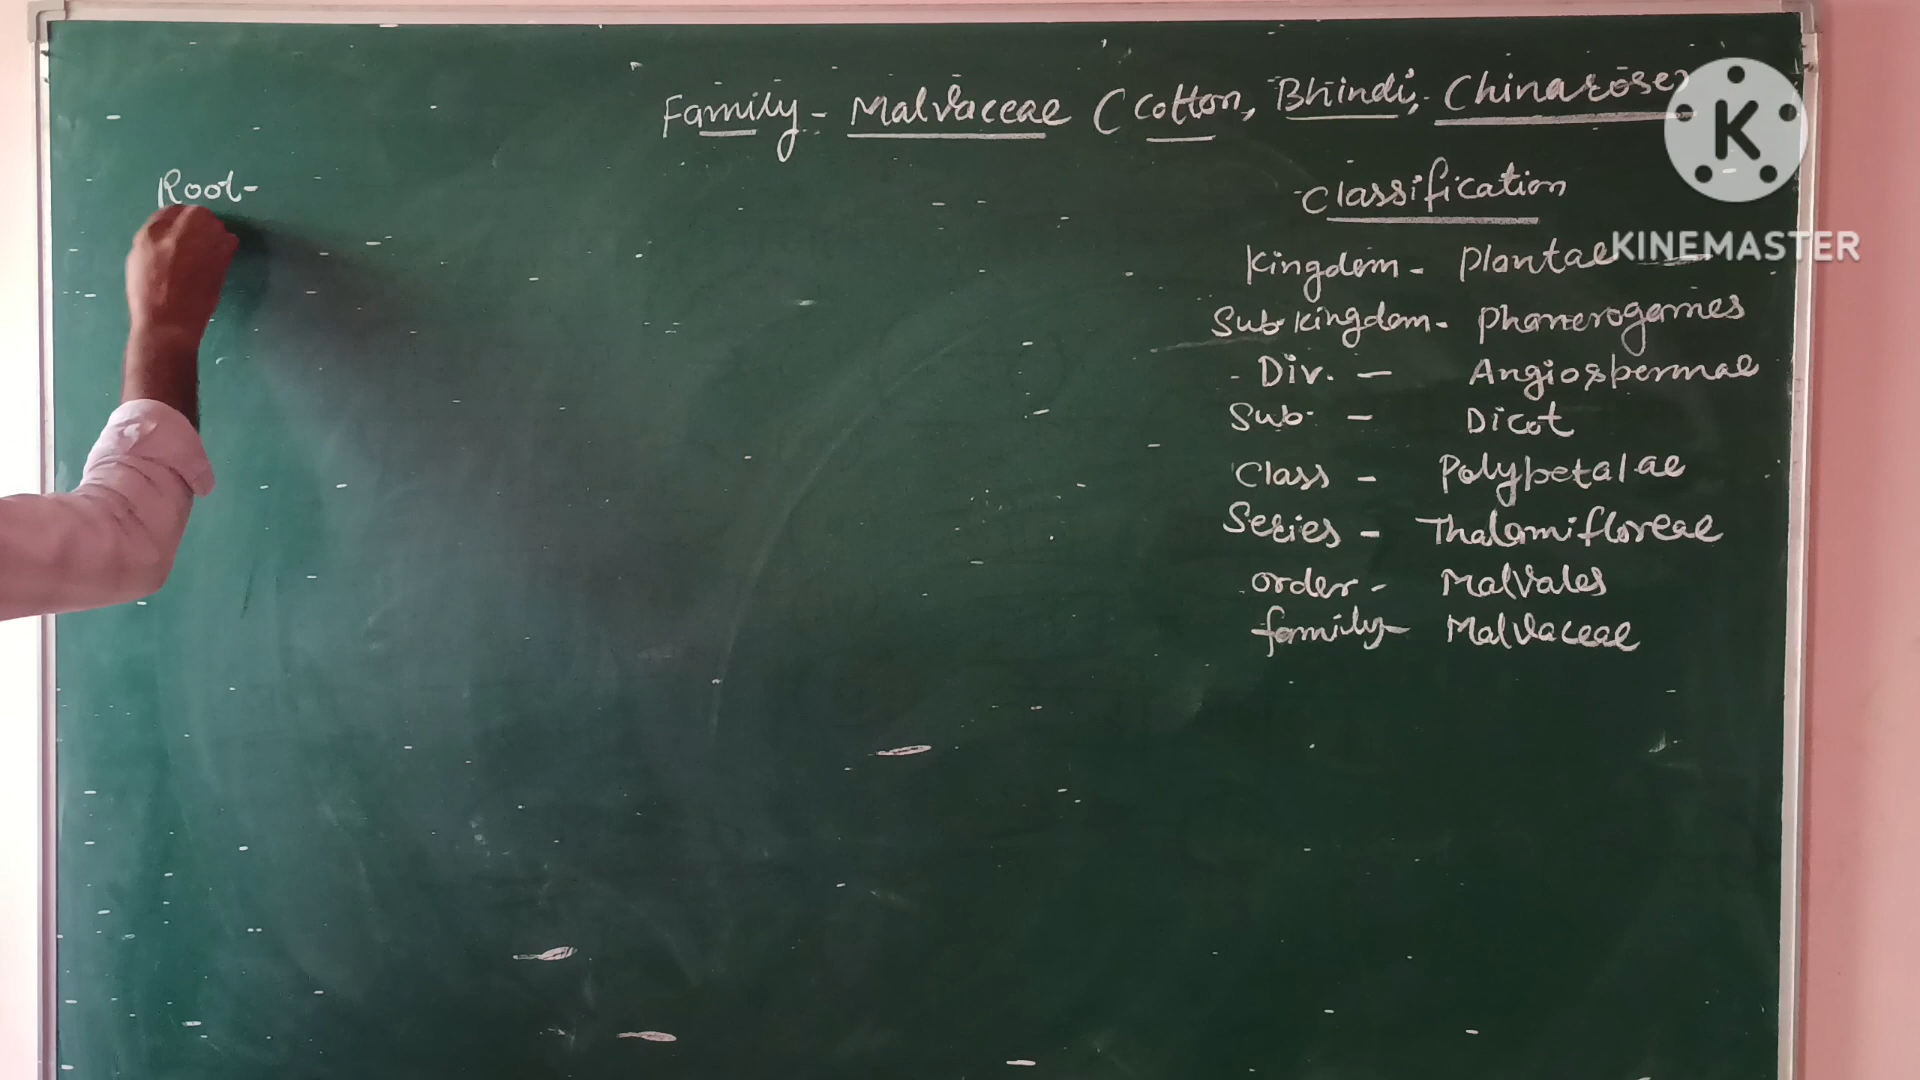 Family - Malvaceae (Cotton, Bhindi, Chinarose)
Root-
Classification
Kingdom - Plantae
Sub kingdom - Phanerogames
Div. - Angiospermae
Sub. - Dicot
Class - Polypetalae
Series - Thalamifloreae
order - Malvales
family - Malvaceae
K
KINEMASTER